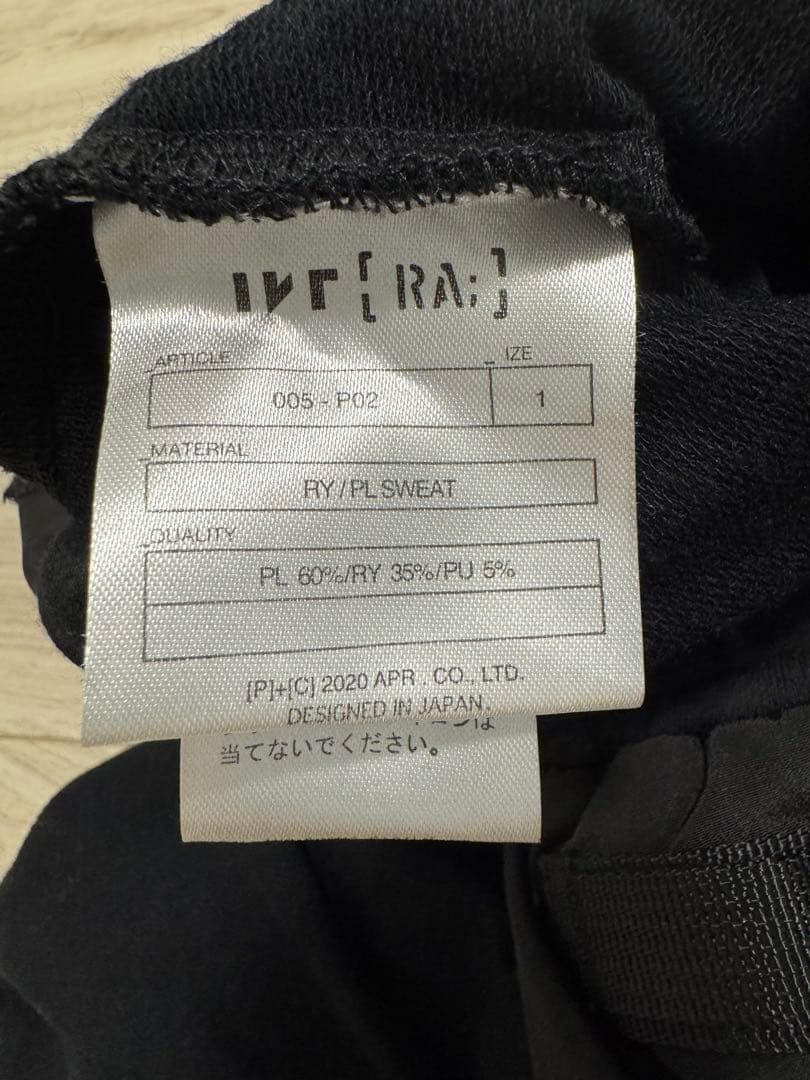 [RA;]
ARTICLE
IZE
005 - P02
1
MATERIAL
RY/PL SWEAT
QUALITY
PL 60%/RY 35%/PU 5%
[P]+[C] 2020 APR . CO., LTD.
DESIGNED IN JAPAN.
当てないでください。